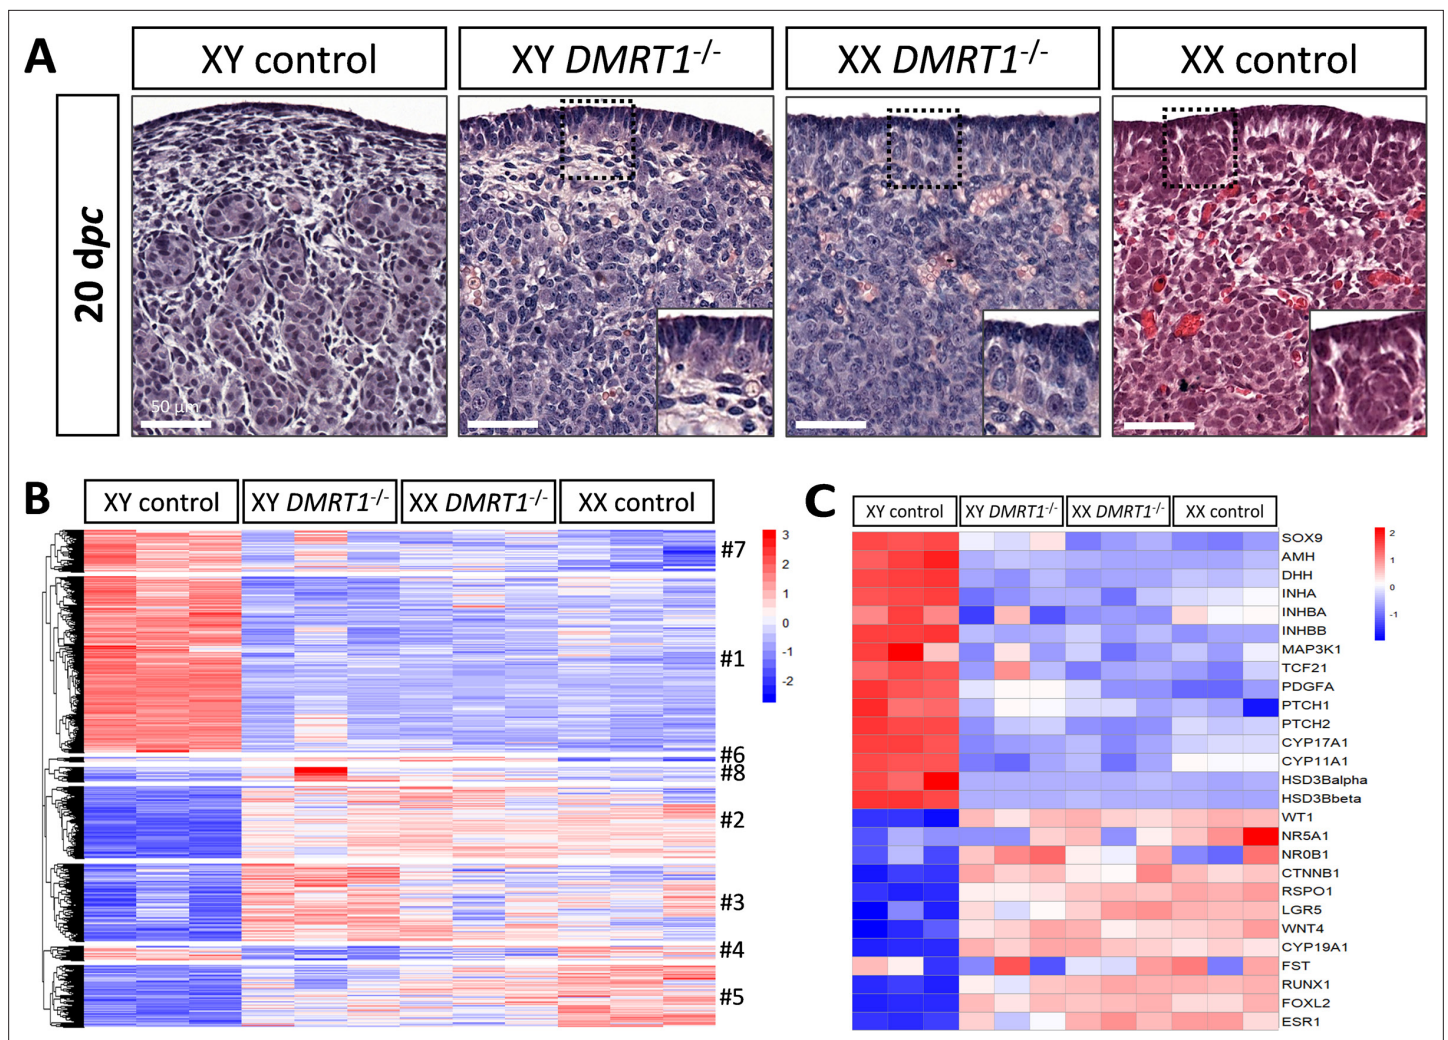 A
XY control
XY DMRT1-/-
XX DMRT1-/-
XX control
20 dpc
50 µm
B
XY control
XY DMRT1-/-
XX DMRT1-/-
XX control
#7
#1
#6
#8
#2
#3
#4
#5
3
2
1
0
-1
-2
C
XY control
XY DMRT1-/-
XX DMRT1-/-
XX control
SOX9
AMH
DHH
INHA
INHBA
INHBB
MAP3K1
TCF21
PDGFA
PTCH1
PTCH2
CYP17A1
CYP11A1
HSD3Balpha
HSD3Bbeta
WT1
NR5A1
NR0B1
CTNNB1
RSPO1
LGR5
WNT4
CYP19A1
FST
RUNX1
FOXL2
ESR1
2
1
0
-1